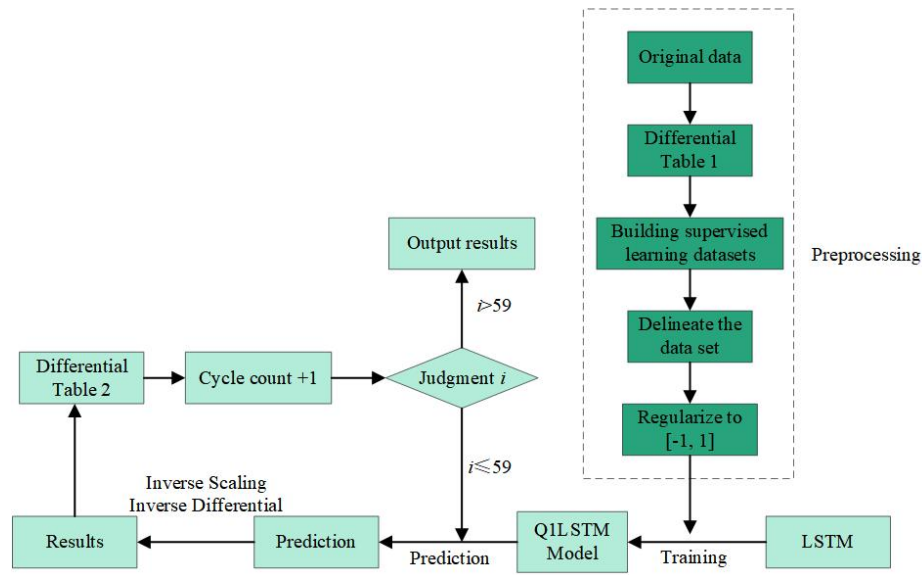 Original data
Differential
Table 1
Building supervised
learning datasets
Preprocessing
Delineate the
data set
Regularize to
[-1, 1]
Output results
i>59
Differential
Table 2
Cycle count +1
Judgment i
i≤59
Inverse Scaling
Inverse Differential
Results
Prediction
Prediction
Q1LSTM
Model
Training
LSTM